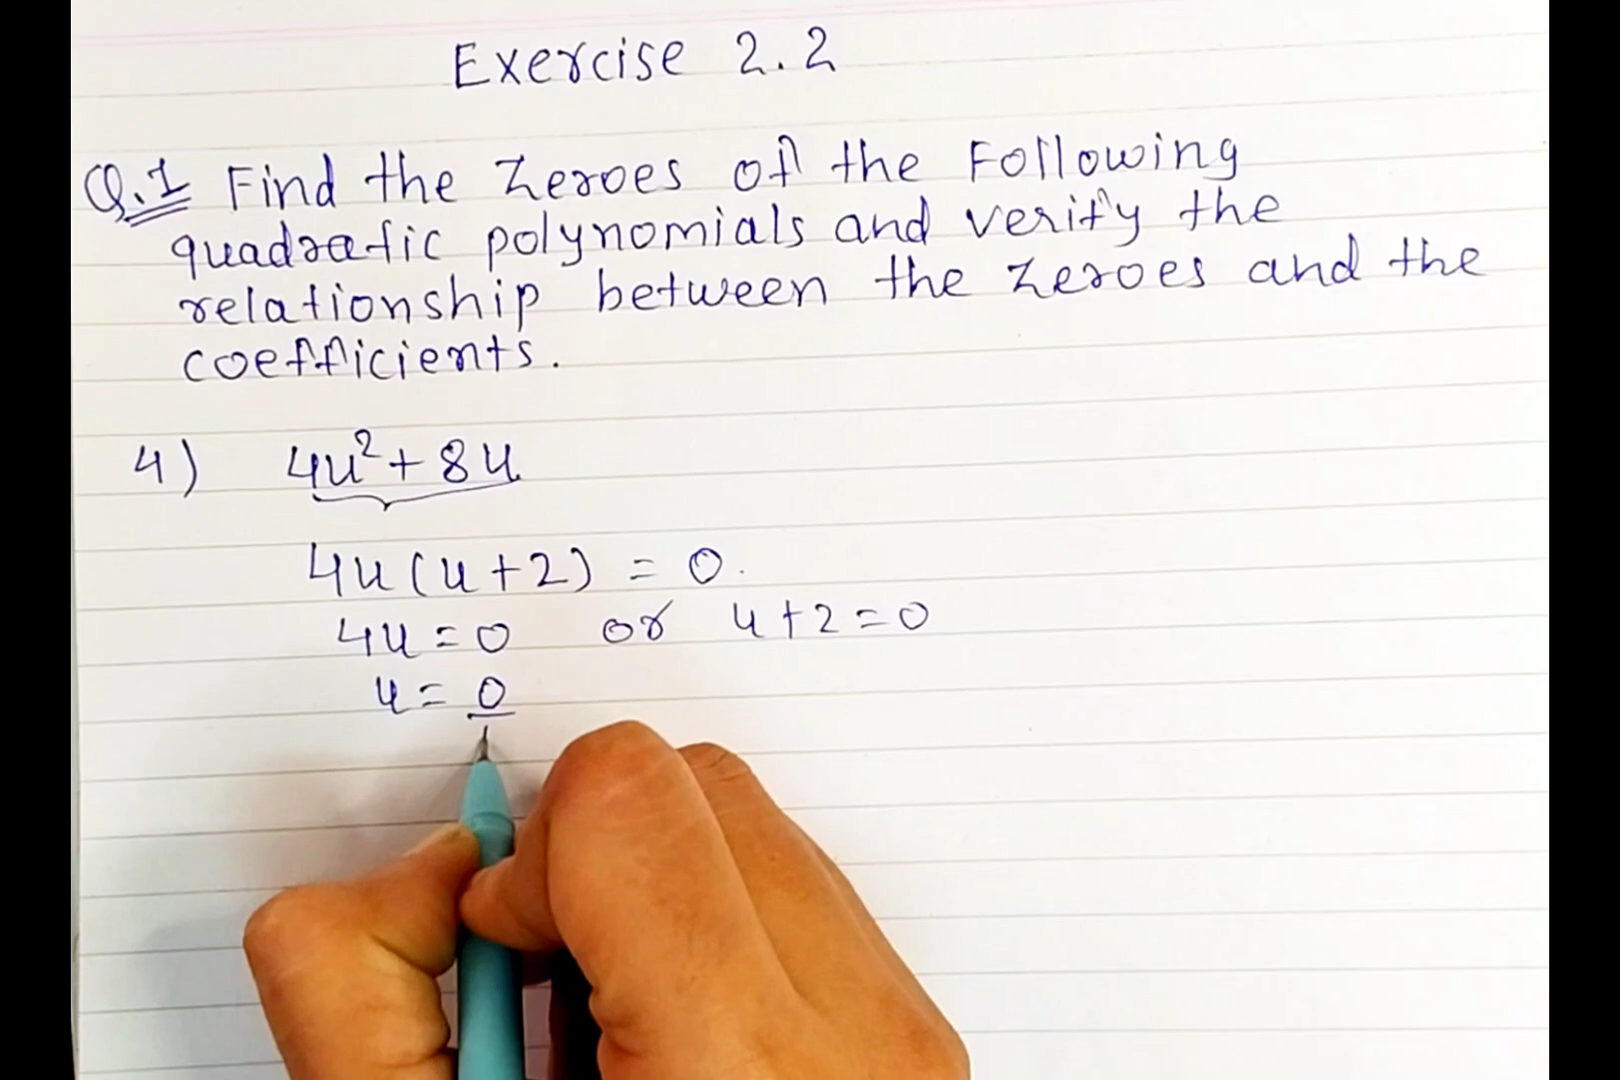 Exercise 2.2
Q.1 Find the zeroes of the Following
quadratic polynomials and verify the
relationship between the zeroes and the
coefficients.
4) 4u² + 8u
4u(u+2) = 0.
4u = 0 or u+2=0
u = 0